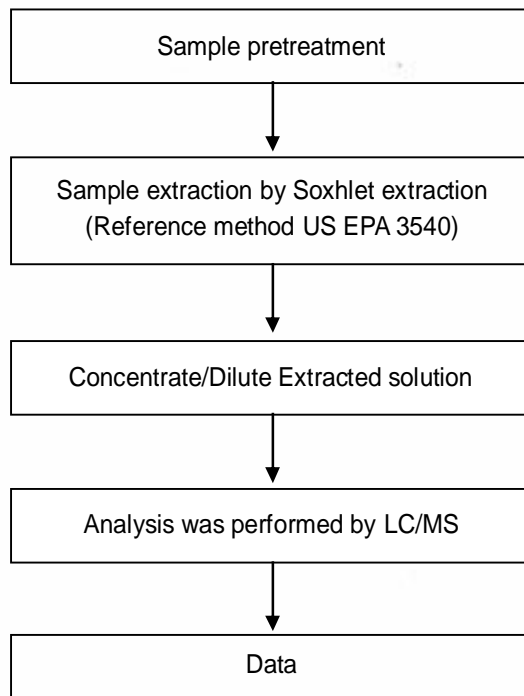 Sample pretreatment
Sample extraction by Soxhlet extraction
(Reference method US EPA 3540)
Concentrate/Dilute Extracted solution
Analysis was performed by LC/MS
Data